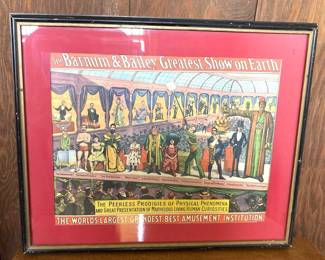 The Barnum & Bailey Greatest Show on Earth
THE PEERLESS PRODIGIES OF PHYSICAL PHENOMENA
AND GREAT PRESENTATION OF MARVELOUS LIVING HUMAN CURIOSITIES
THE WORLD'S LARGEST, GRANDEST, BEST AMUSEMENT INSTITUTION.